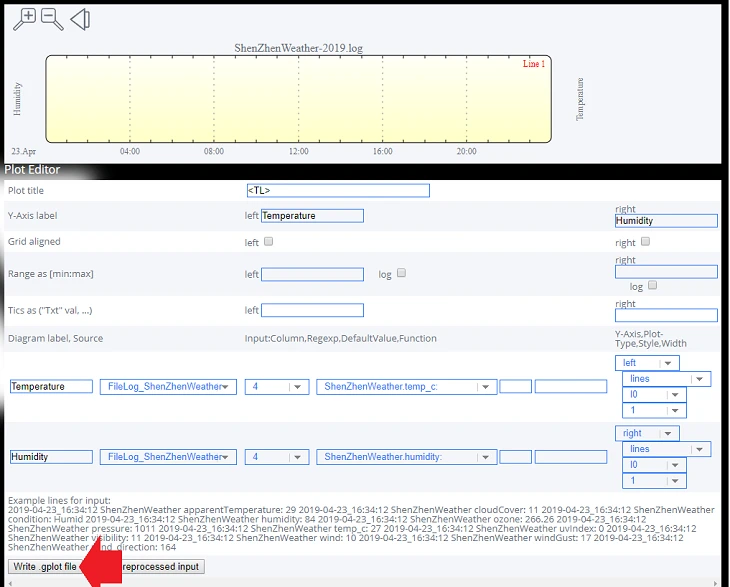 ShenZhenWeather-2019.log
Line 1
Humidity
Temperature
23.Apr
04:00
08:00
12:00
16:00
20:00
Plot Editor
Plot title <TL>
Y-Axis label left Temperature right Humidity
Grid aligned left right
Range as [min:max] left log right log
Tics as ("Txt" val, ...) left right
Diagram label, Source Input:Column,Regexp,DefaultValue,Function Y-Axis,Plot-
Type,Style,Width
Temperature FileLog_ShenZhenWeather 4 ShenZhenWeather.temp_c: left
lines
l0
1
Humidity FileLog_ShenZhenWeather 4 ShenZhenWeather.humidity: right
lines
l0
1
Example lines for input:
2019-04-23_16:34:12 ShenZhenWeather apparentTemperature: 29 2019-04-23_16:34:12 ShenZhenWeather cloudCover: 11 2019-04-23_16:34:12 ShenZhenWeather
condition: Humid 2019-04-23_16:34:12 ShenZhenWeather humidity: 84 2019-04-23_16:34:12 ShenZhenWeather ozone: 266.26 2019-04-23_16:34:12
ShenZhenWeather pressure: 1011 2019-04-23_16:34:12 ShenZhenWeather temp_c: 27 2019-04-23_16:34:12 ShenZhenWeather uvIndex: 0 2019-04-23_16:34:12
ShenZhenWeather visibility: 11 2019-04-23_16:34:12 ShenZhenWeather wind: 10 2019-04-23_16:34:12 ShenZhenWeather windGust: 17 2019-04-23_16:34:12
ShenZhenWeather direction: 164
Write .gplot file reprocessed input